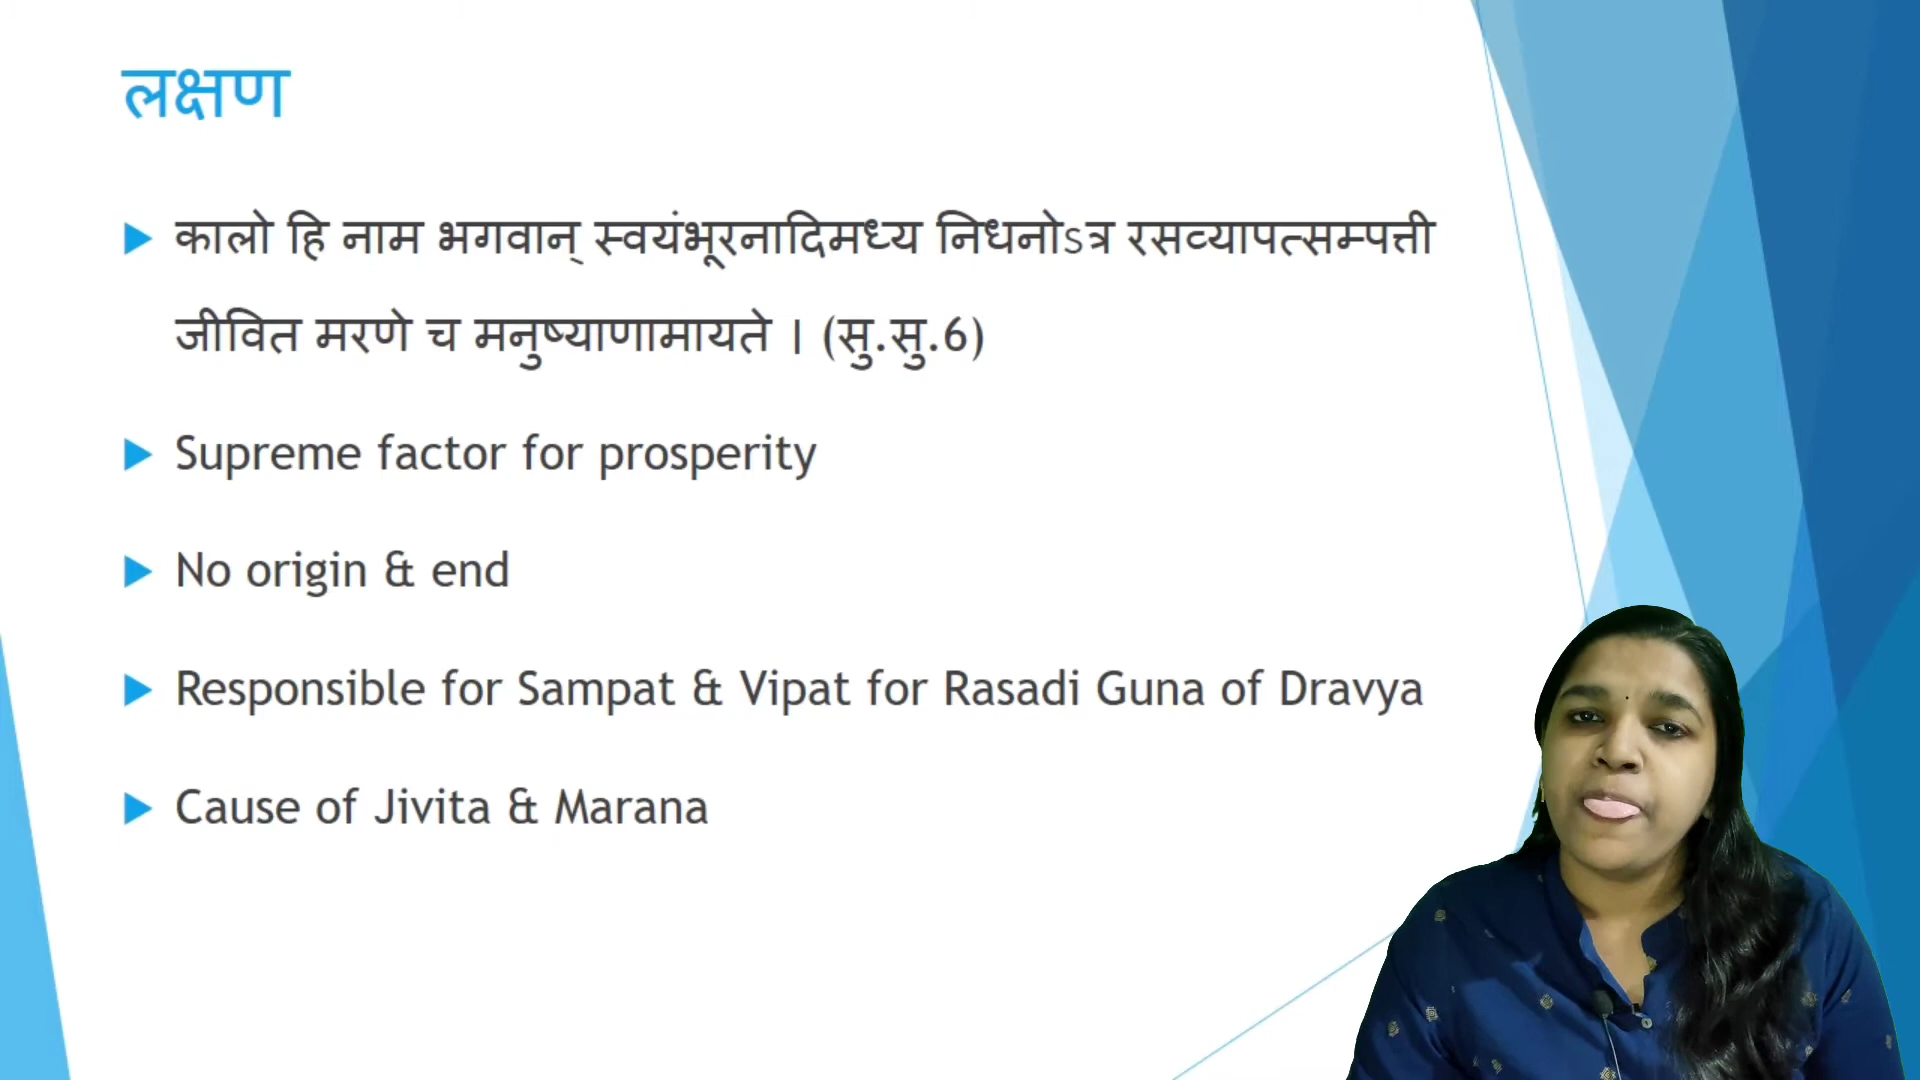 लक्षण
कालो हि नाम भगवान् स्वयंभूरनादिमध्य निधनोऽत्र रसव्यापत्सम्पत्ती
जीवित मरणे च मनुष्याणामायते । (सु.सु.6)
Supreme factor for prosperity
No origin & end
Responsible for Sampat & Vipat for Rasadi Guna of Dravya
Cause of Jivita & Marana